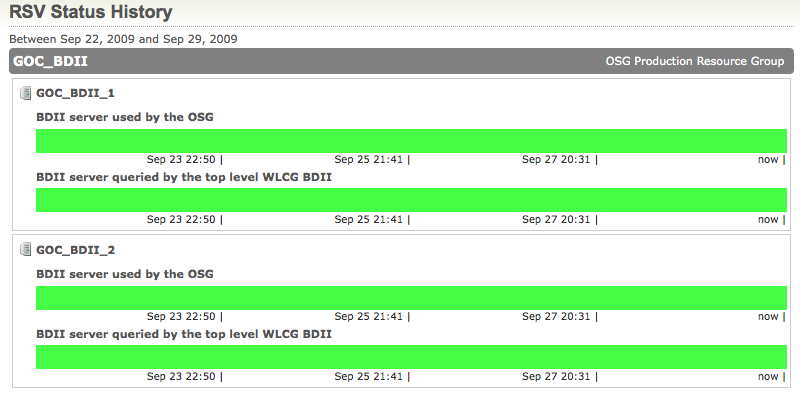 RSV Status History
Between Sep 22, 2009 and Sep 29, 2009
GOC_BDII OSG Production Resource Group
GOC_BDII_1
BDII server used by the OSG
Sep 23 22:50 | Sep 25 21:41 | Sep 27 20:31 | now |
BDII server queried by the top level WLCG BDII
Sep 23 22:50 | Sep 25 21:41 | Sep 27 20:31 | now |
GOC_BDII_2
BDII server used by the OSG
Sep 23 22:50 | Sep 25 21:41 | Sep 27 20:31 | now |
BDII server queried by the top level WLCG BDII
Sep 23 22:50 | Sep 25 21:41 | Sep 27 20:31 | now |